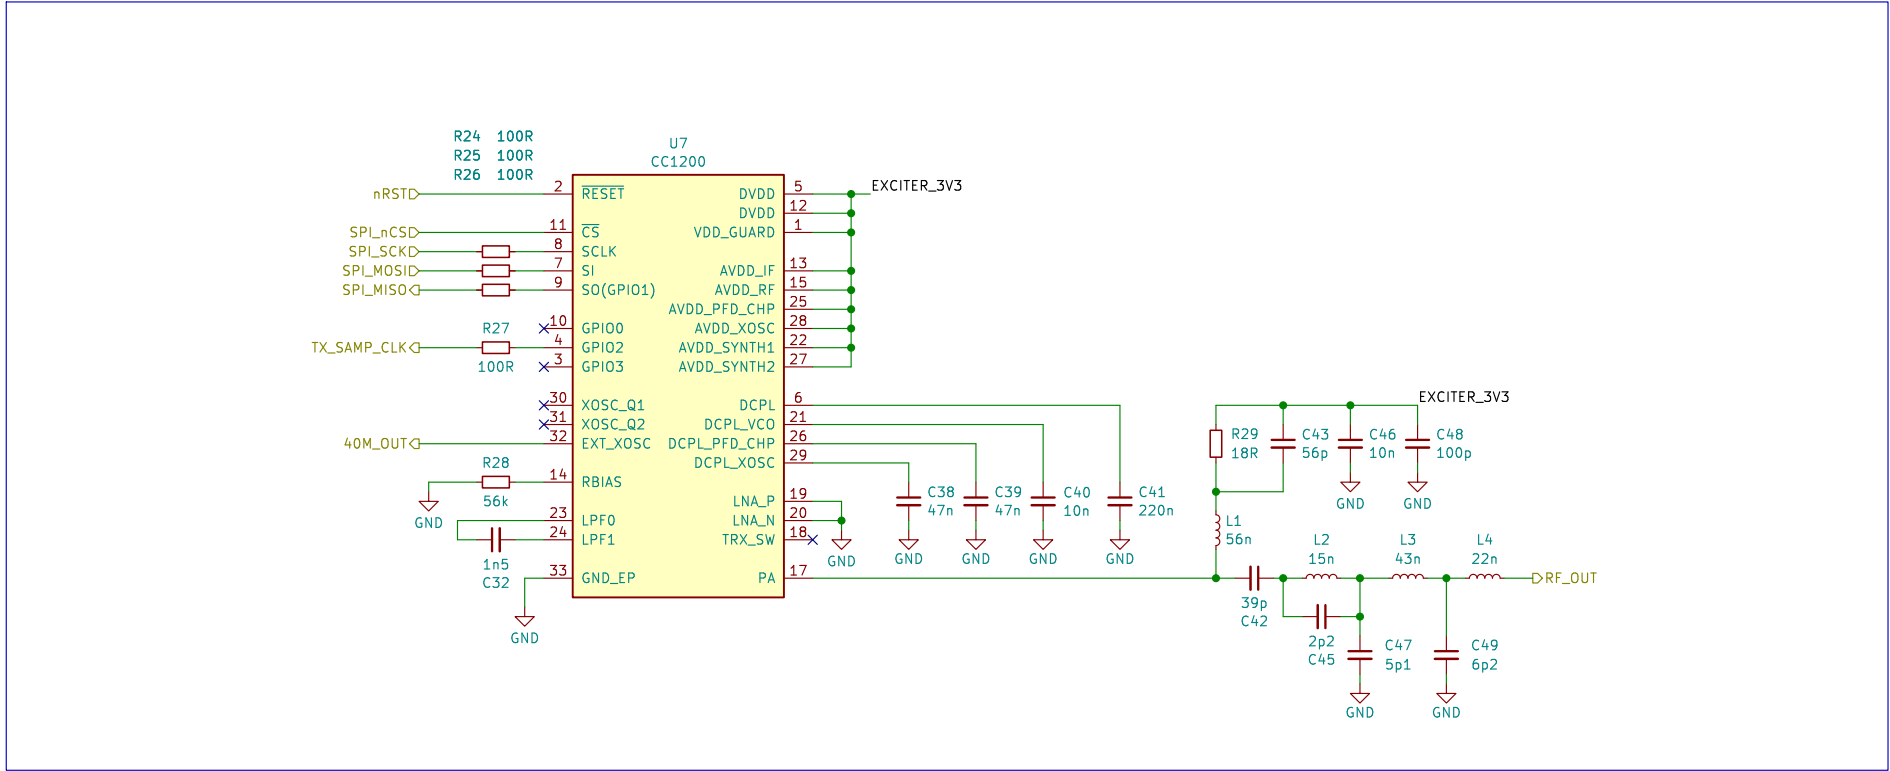 R24 100R
R25 100R
R26 100R
U7
CC1200
nRST
2
RESET
SPI_nCS
11
CS
SPI_SCK
8
SCLK
SPI_MOSI
7
SI
SPI_MISO
9
SO(GPIO1)
10
GPIO0
R27
TX_SAMP_CLK
4
GPIO2
100R
3
GPIO3
30
XOSC_Q1
31
XOSC_Q2
40M_OUT
32
EXT_XOSC
R28
14
RBIAS
56k
GND
23
LPF0
24
LPF1
1n5
C32
33
GND_EP
GND
DVDD
5
EXCITER_3V3
DVDD
12
VDD_GUARD
1
AVDD_IF
13
AVDD_RF
15
AVDD_PFD_CHP
25
AVDD_XOSC
28
AVDD_SYNTH1
22
AVDD_SYNTH2
27
DCPL
6
DCPL_VCO
21
DCPL_PFD_CHP
26
DCPL_XOSC
29
LNA_P
19
LNA_N
20
TRX_SW
18
GND
PA
17
C38
47n
GND
C39
47n
GND
C40
10n
GND
C41
220n
GND
EXCITER_3V3
R29
18R
C43
56p
C46
10n
GND
C48
100p
GND
L1
56n
39p
C42
L2
15n
2p2
C45
L3
43n
L4
22n
RF_OUT
C47
5p1
GND
C49
6p2
GND